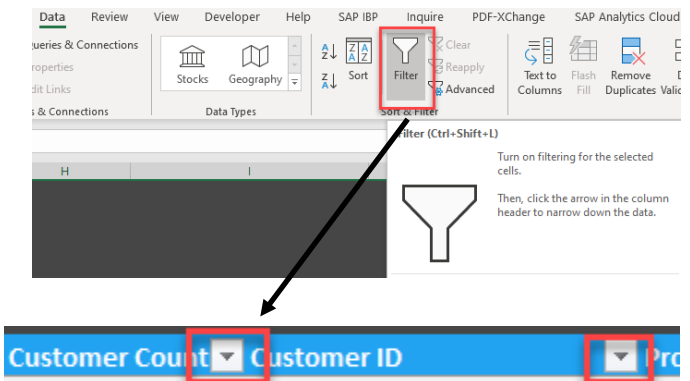 Data Review View Developer Help SAP IBP Inquire PDF-XChange SAP Analytics Cloud
ueries & Connections
roperties
dit Links
s & Connections
Stocks Geography
Data Types
A
Z
Z
A
Z A
A Z
Sort
Filter
Clear
Reapply
Advanced
Sort & Filter
Text to
Columns
Flash
Fill
Remove
Duplicates
D
Valid
Filter (Ctrl+Shift+L)
Turn on filtering for the selected
cells.
Then, click the arrow in the column
header to narrow down the data.
H I
Customer Count Customer ID Pro